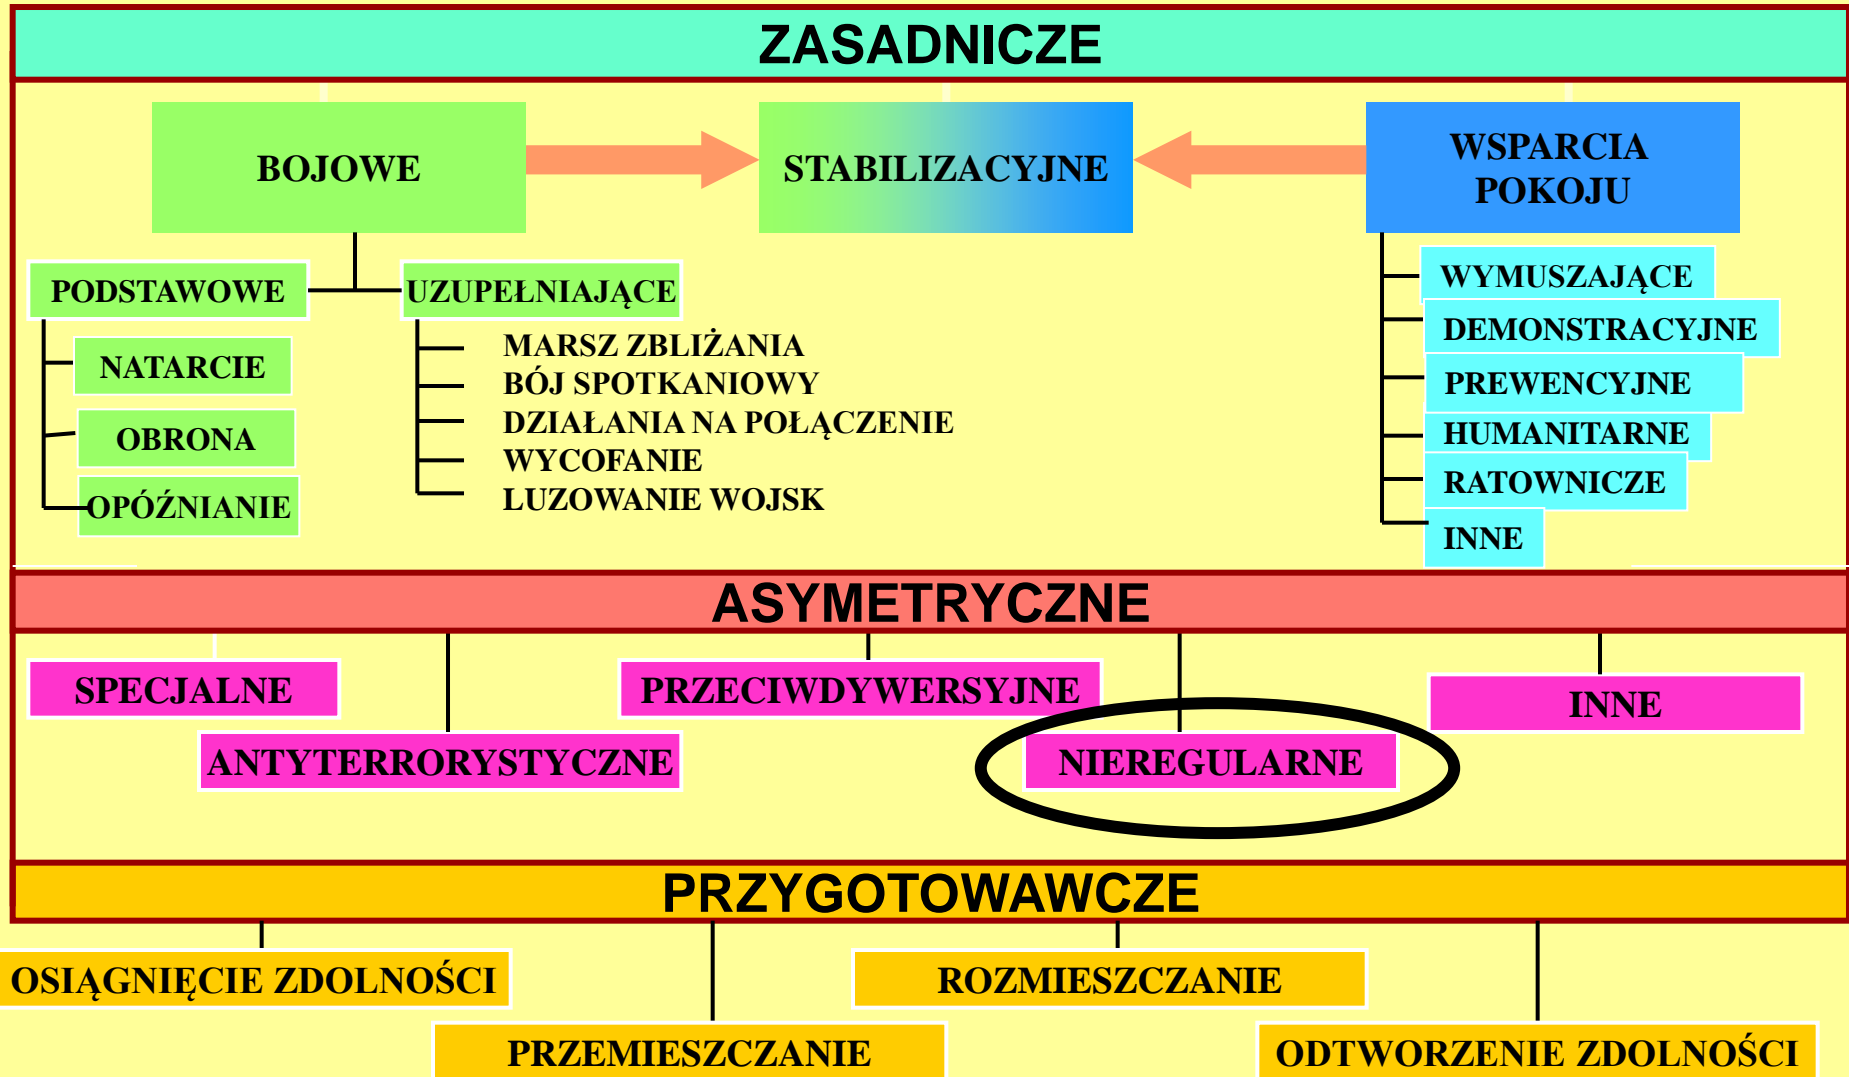 ZASADNICZE
BOJOWE
STABILIZACYJNE
WSPARCIA
POKOJU
PODSTAWOWE
UZUPEŁNIAJĄCE
NATARCIE
OBRONA
OPÓŹNIANIE
MARSZ ZBLIŻANIA
BÓJ SPOTKANIOWY
DZIAŁANIA NA POŁĄCZENIE
WYCOFANIE
LUZOWANIE WOJSK
WYMUSZAJĄCE
DEMONSTRACYJNE
PREWENCYJNE
HUMANITARNE
RATOWNICZE
INNE
ASYMETRYCZNE
SPECJALNE
PRZECIWDYWERSYJNE
INNE
ANTYTERRORYSTYCZNE
NIEREGULARNE
PRZYGOTOWAWCZE
OSIĄGNIĘCIE ZDOLNOŚCI
ROZMIESZCZANIE
PRZEMIESZCZANIE
ODTWORZENIE ZDOLNOŚCI